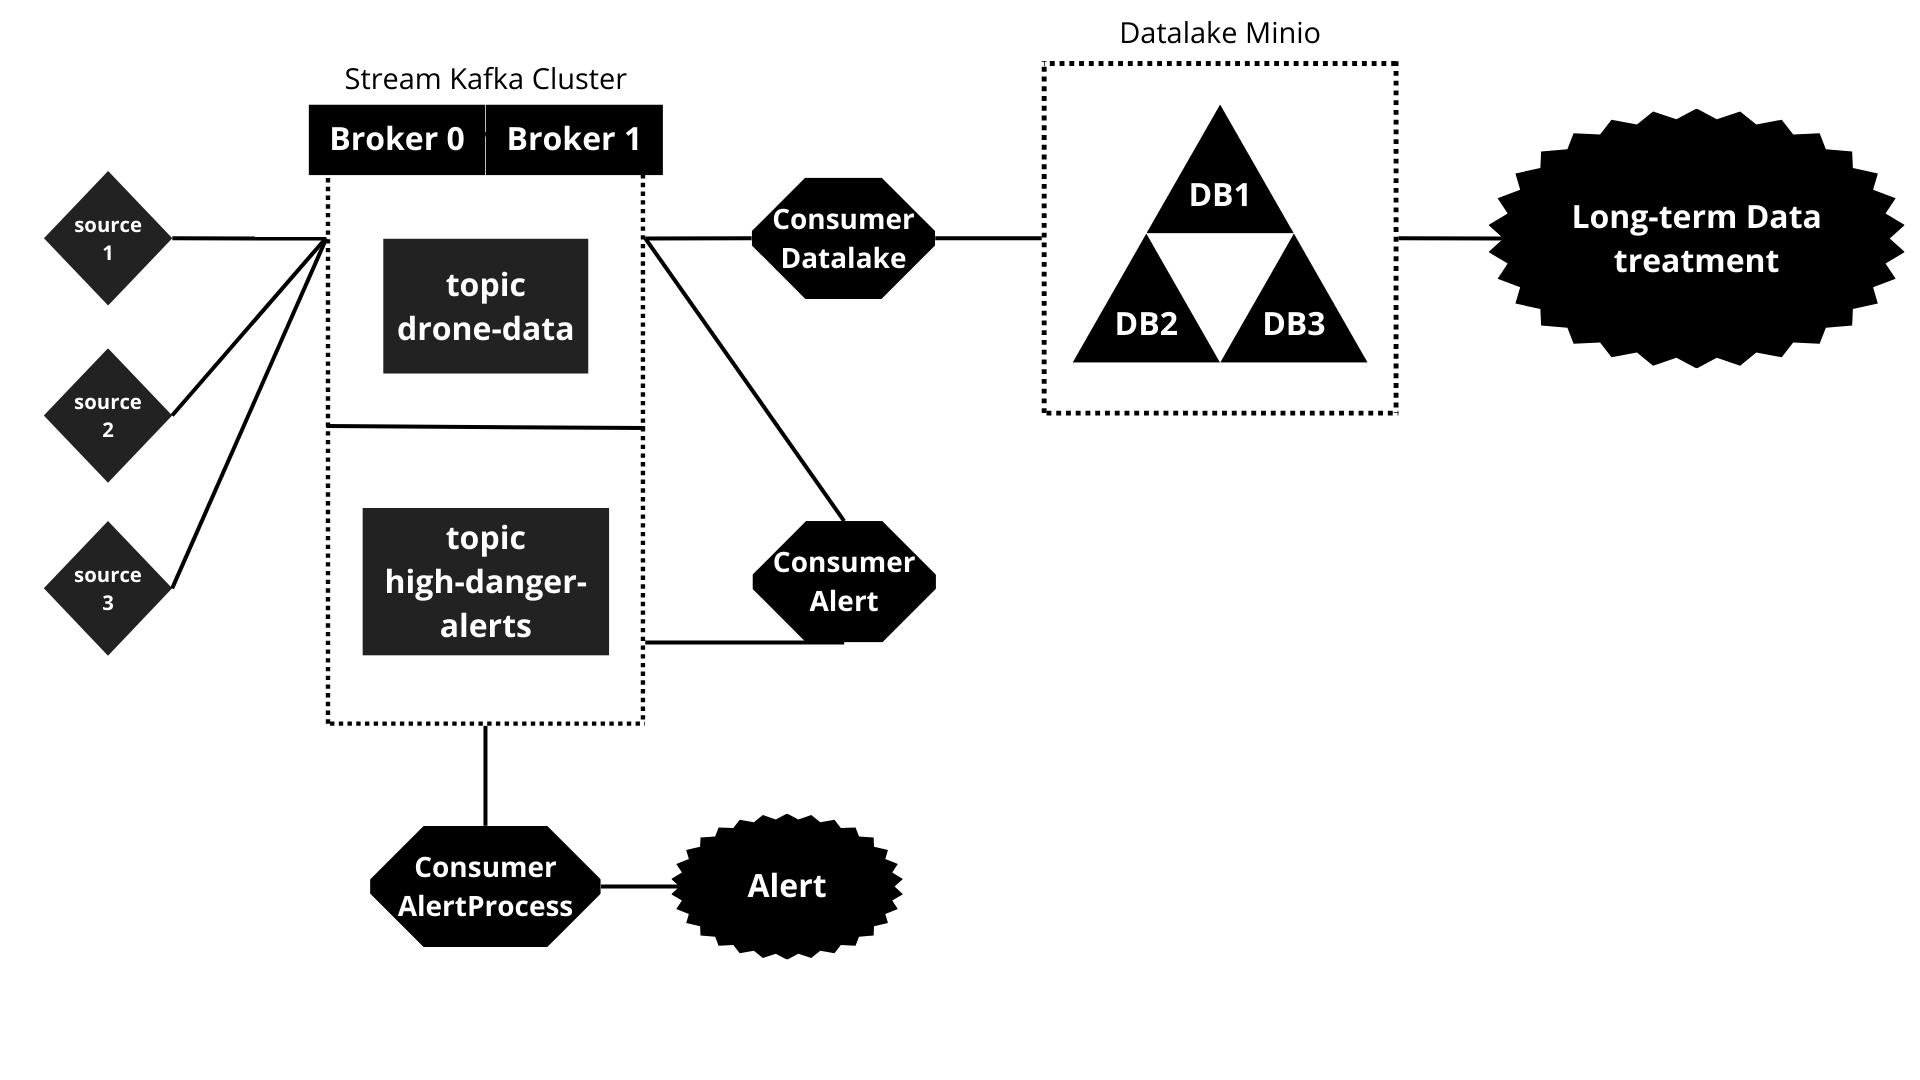 Datalake Minio
Stream Kafka Cluster
Broker 0
Broker 1
source
1
source
2
source
3
topic
drone-data
topic
high-danger-
alerts
Consumer
Datalake
Consumer
Alert
DB1
DB2
DB3
Long-term Data
treatment
Consumer
AlertProcess
Alert